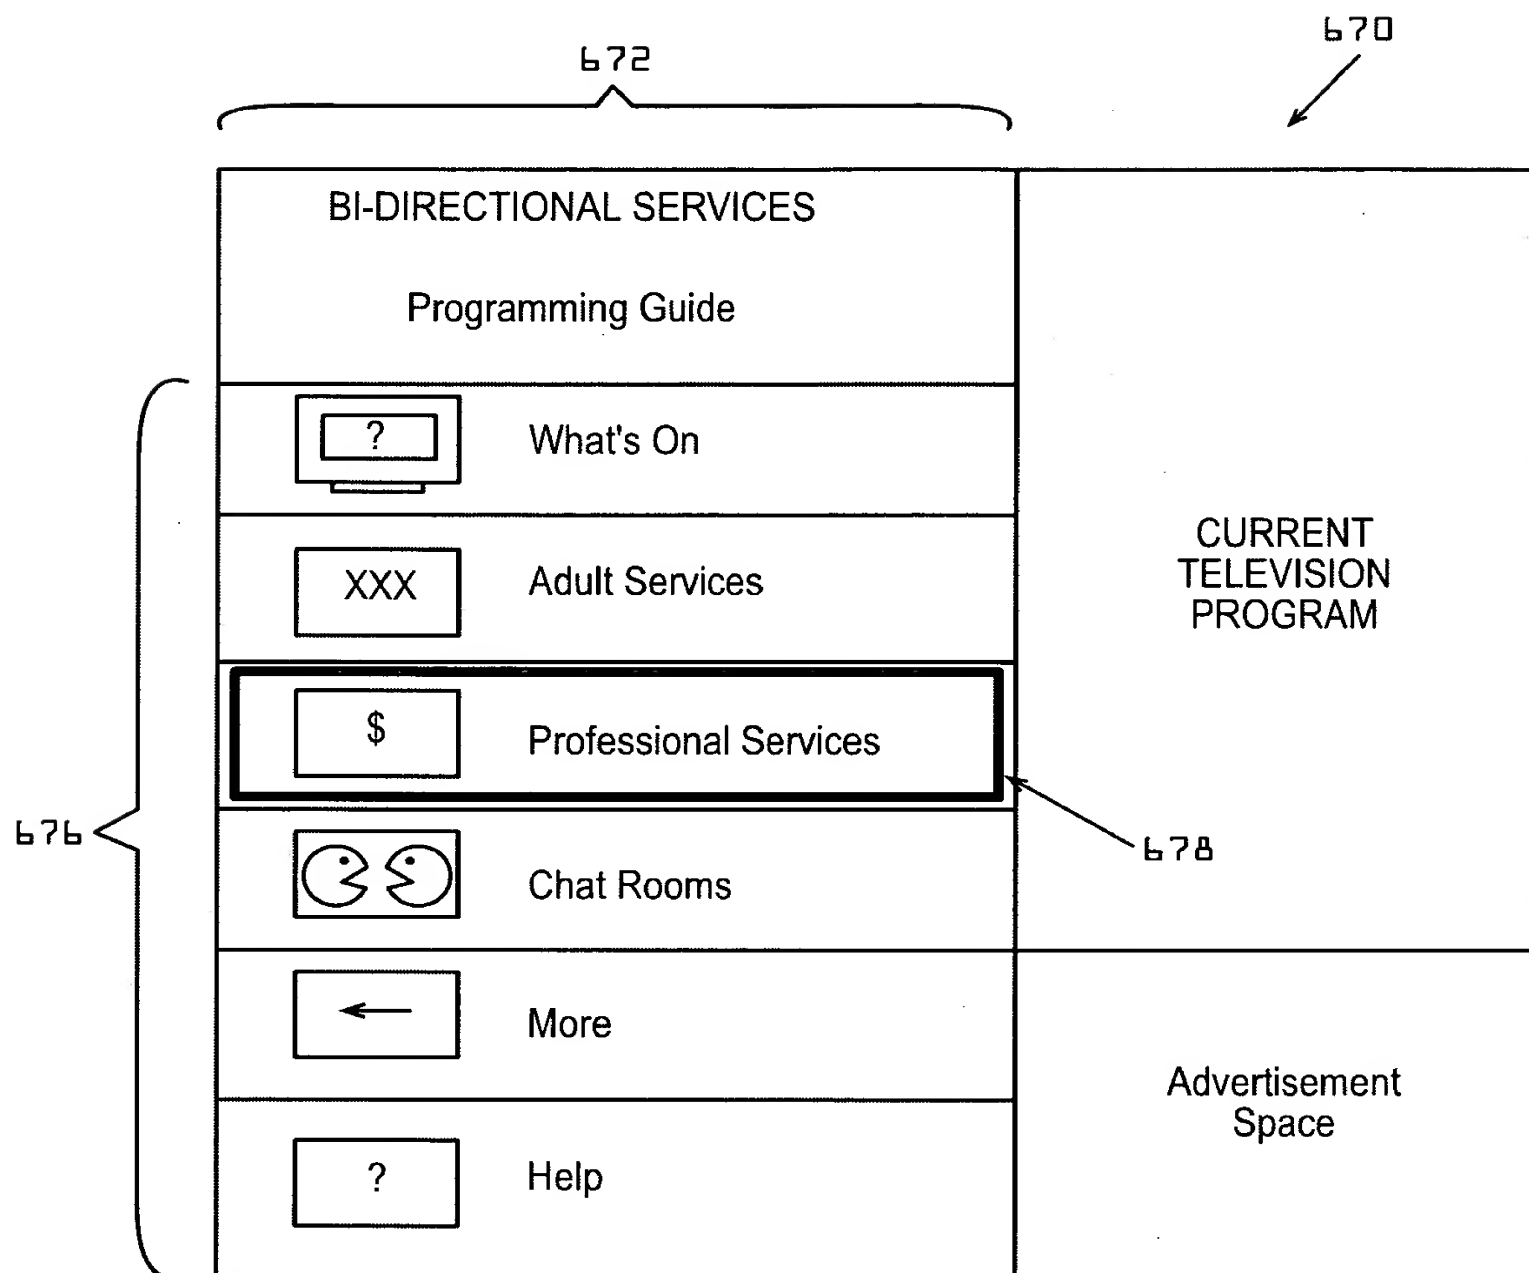 670
672
BI-DIRECTIONAL SERVICES
Programming Guide
? What's On
XXX Adult Services
$ Professional Services
Chat Rooms
More
? Help
676
678
CURRENT
TELEVISION
PROGRAM
Advertisement
Space